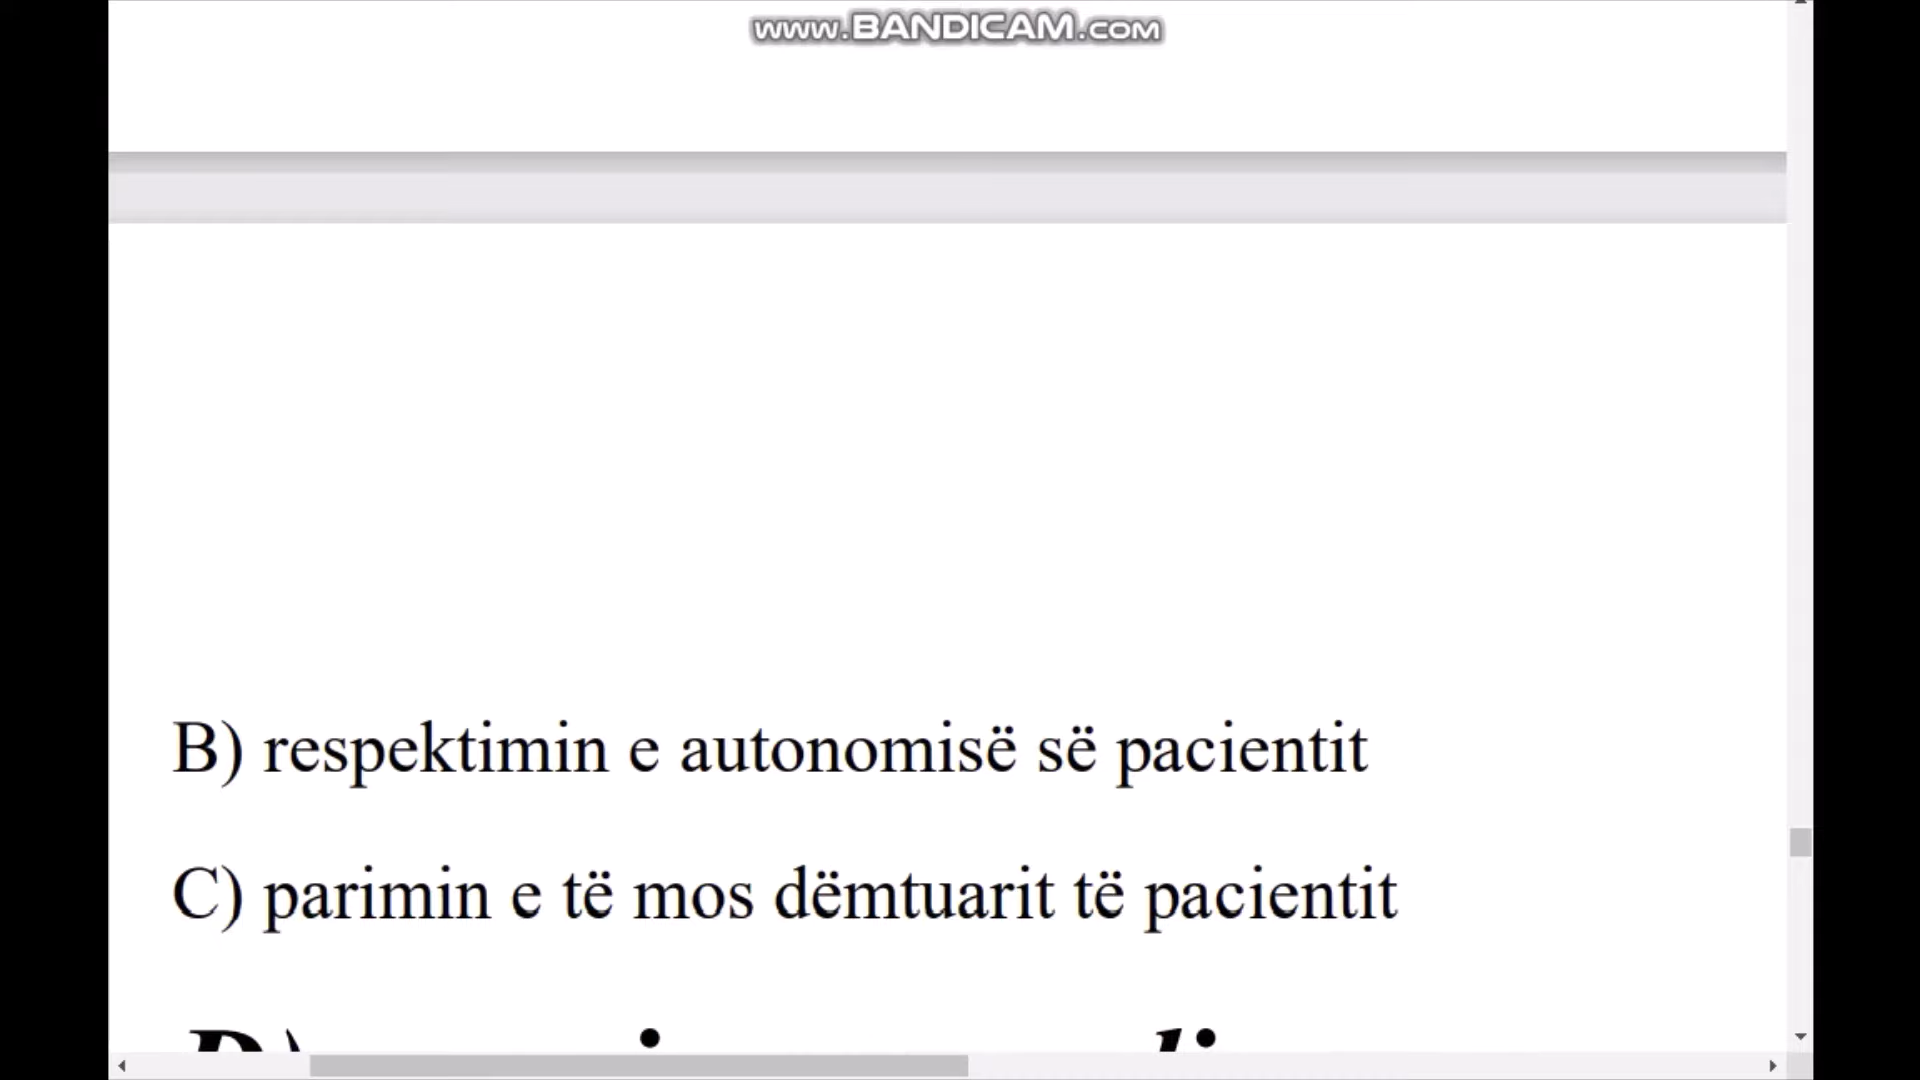 www.BANDICAM.com
B) respektimin e autonomisë së pacientit
C) parimin e të mos dëmtuarit të pacientit